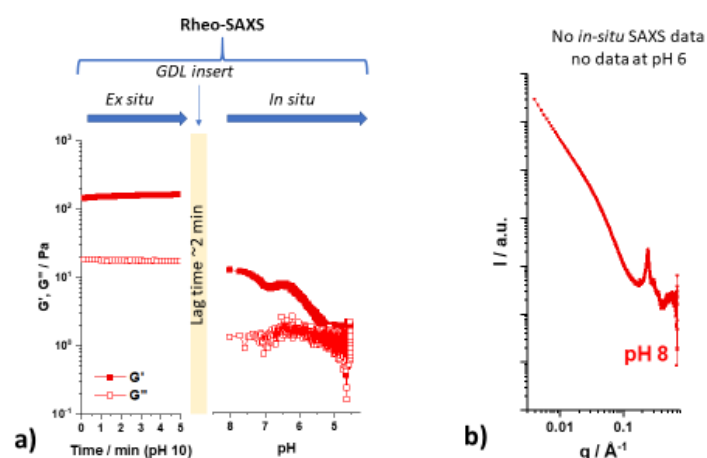 Rheo-SAXS
GDL insert
Ex situ
In situ
10³
10²
10¹
10⁰
10⁻¹
G', G'' / Pa
Lag time ~2 min
G'
G''
0 1 2 3 4 5
Time / min (pH 10)
8 7 6 5
pH
a)
No in-situ SAXS data
no data at pH 6
I / a.u.
pH 8
0.01 0.1
q / Å⁻¹
b)